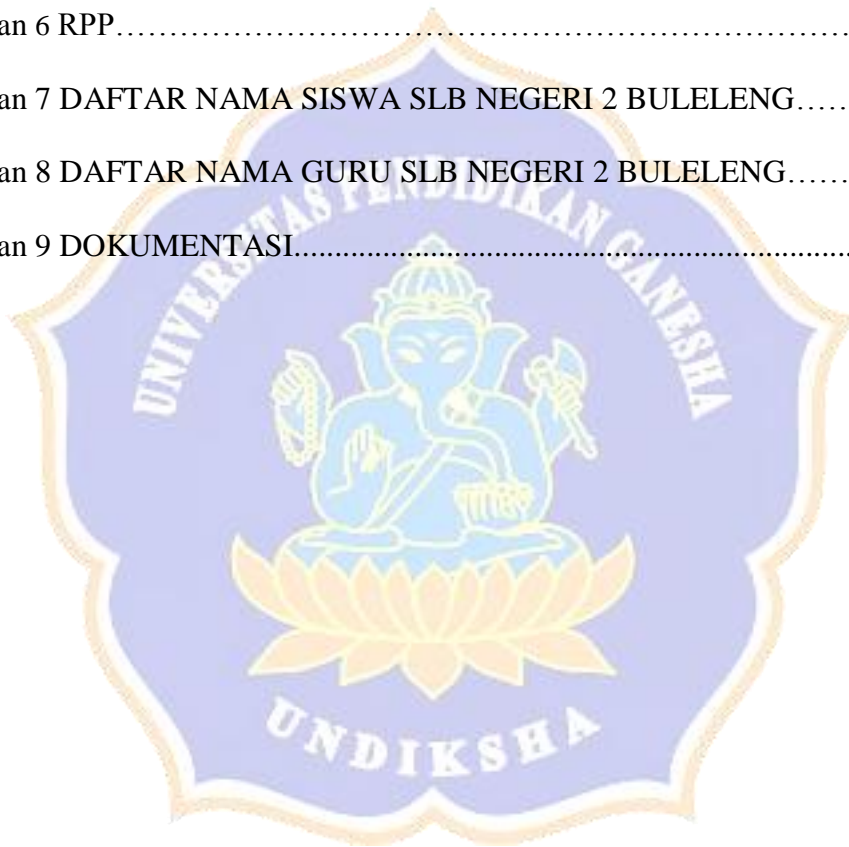 an 6 RPP……………………………………………………………………
an 7 DAFTAR NAMA SISWA SLB NEGERI 2 BULELENG……
an 8 DAFTAR NAMA GURU SLB NEGERI 2 BULELENG……
an 9 DOKUMENTASI.....................................................................
UNIVERSITAS PENDIDIKAN GANESHA
UNDIKSHA